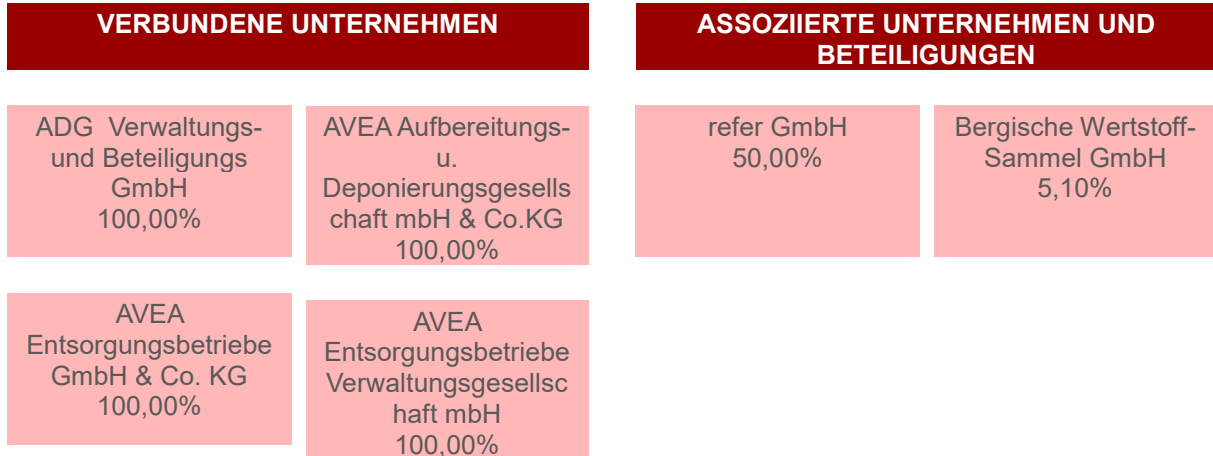 VERBUNDENE UNTERNEHMEN
ASSOZIIERTE UNTERNEHMEN UND
BETEILIGUNGEN
ADG Verwaltungs-
und Beteiligungs
GmbH
100,00%
AVEA Aufbereitungs-
u.
Deponierungsgesells
chaft mbH & Co.KG
100,00%
refer GmbH
50,00%
Bergische Wertstoff-
Sammel GmbH
5,10%
AVEA
Entsorgungsbetriebe
GmbH & Co. KG
100,00%
AVEA
Entsorgungsbetriebe
Verwaltungsgesellsc
haft mbH
100,00%